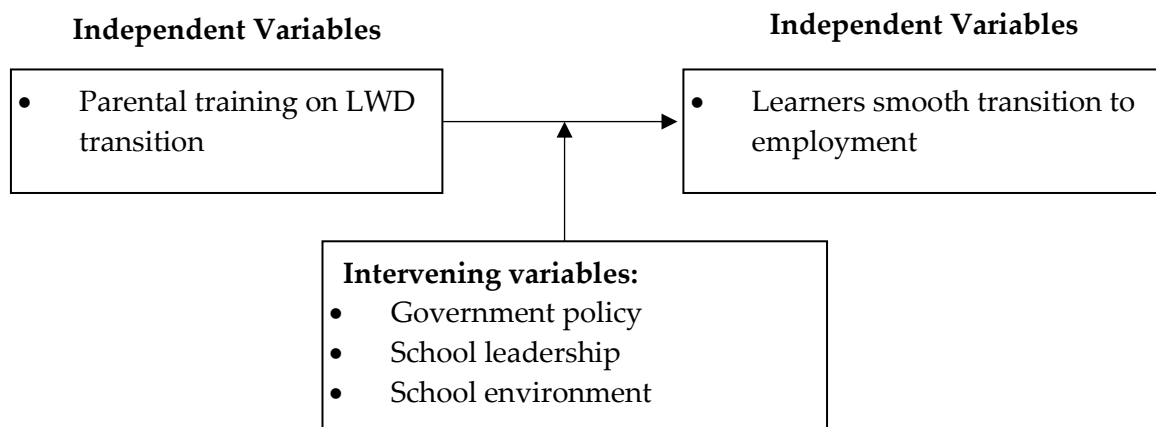 Independent Variables
• Parental training on LWD
transition
Independent Variables
• Learners smooth transition to
employment
Intervening variables:
• Government policy
• School leadership
• School environment